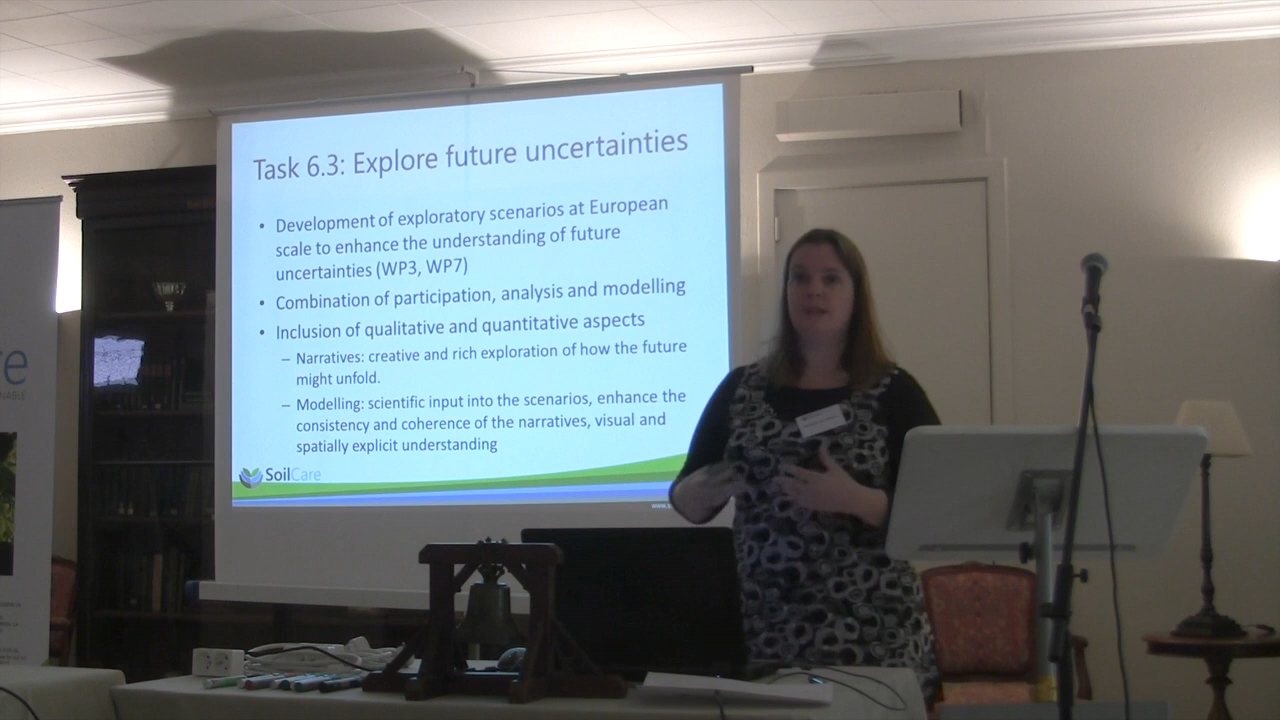 Task 6.3: Explore future uncertainties
• Development of exploratory scenarios at European
scale to enhance the understanding of future
uncertainties (WP3, WP7)
• Combination of participation, analysis and modelling
• Inclusion of qualitative and quantitative aspects
– Narratives: creative and rich exploration of how the future
might unfold.
– Modelling: scientific input into the scenarios, enhance the
consistency and coherence of the narratives, visual and
spatially explicit understanding
SoilCare
www.
re
NABLE